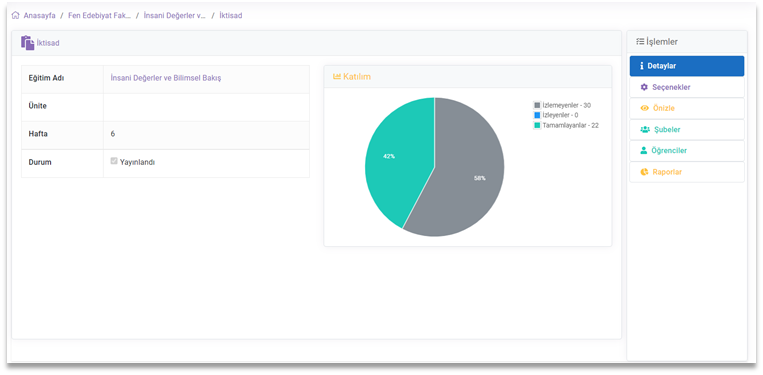 Anasayfa / Fen Edebiyat Fak... / İnsani Değerler v... / İktisad
İktisad
Eğitim Adı İnsani Değerler ve Bilimsel Bakış
Ünite
Hafta 6
Durum Yayınlandı
Katılım
İzlemeyenler - 30
İzleyenler - 0
Tamamlayanlar - 22
42%
58%
İşlemler
Detaylar
Seçenekler
Önizle
Şubeler
Öğrenciler
Raporlar